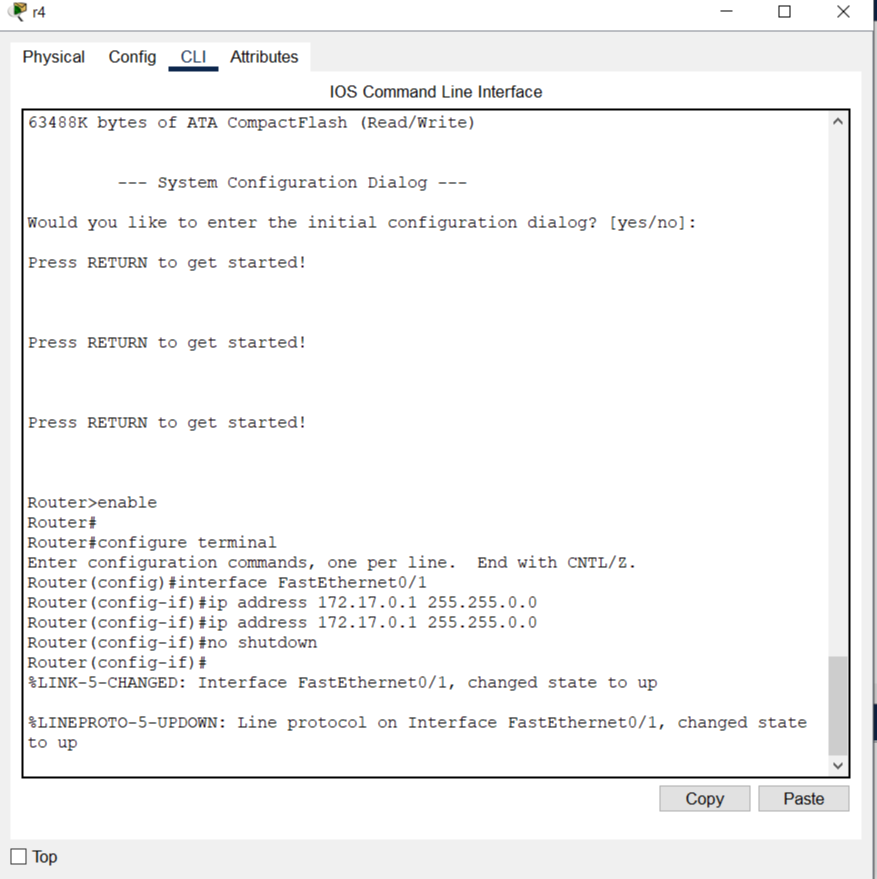 r4
Physical Config CLI Attributes
IOS Command Line Interface
63488K bytes of ATA CompactFlash (Read/Write)
--- System Configuration Dialog ---
Would you like to enter the initial configuration dialog? [yes/no]:
Press RETURN to get started!
Press RETURN to get started!
Press RETURN to get started!
Router>enable
Router#
Router#configure terminal
Enter configuration commands, one per line.  End with CNTL/Z.
Router(config)#interface FastEthernet0/1
Router(config-if)#ip address 172.17.0.1 255.255.0.0
Router(config-if)#ip address 172.17.0.1 255.255.0.0
Router(config-if)#no shutdown
Router(config-if)#
%LINK-5-CHANGED: Interface FastEthernet0/1, changed state to up
%LINEPROTO-5-UPDOWN: Line protocol on Interface FastEthernet0/1, changed state
to up
Copy Paste
Top